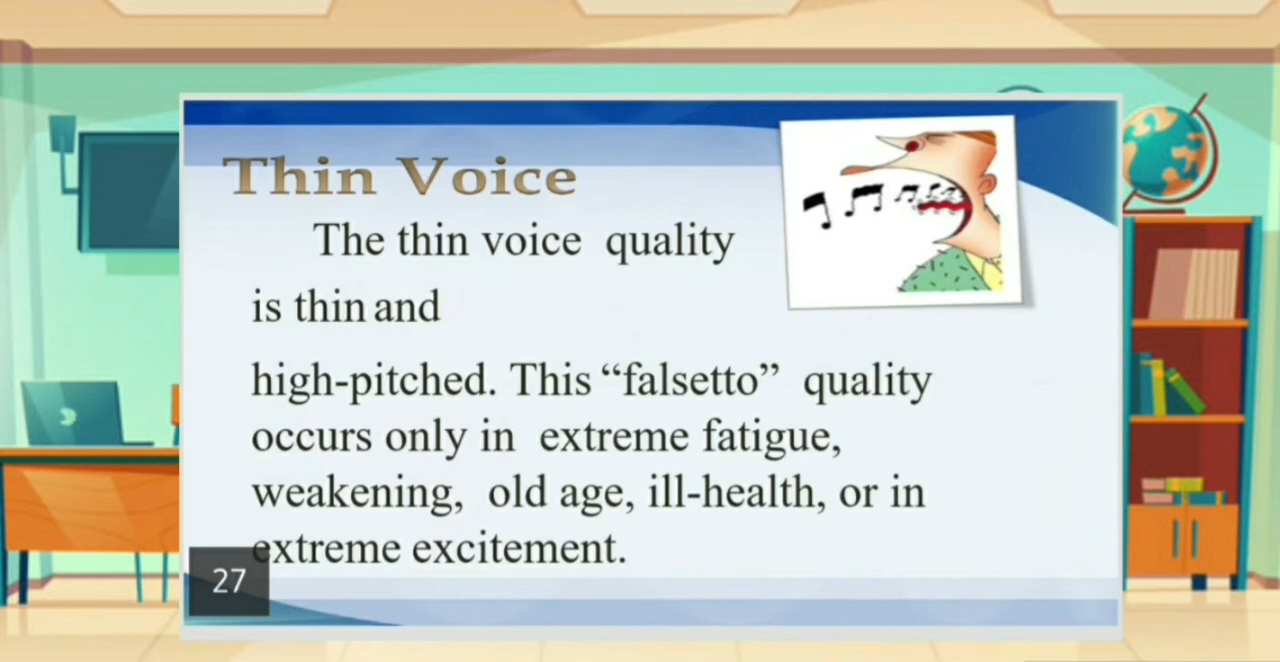 Thin Voice
The thin voice quality
is thin and
high-pitched. This “falsetto” quality
occurs only in extreme fatigue,
weakening, old age, ill-health, or in
extreme excitement.
27